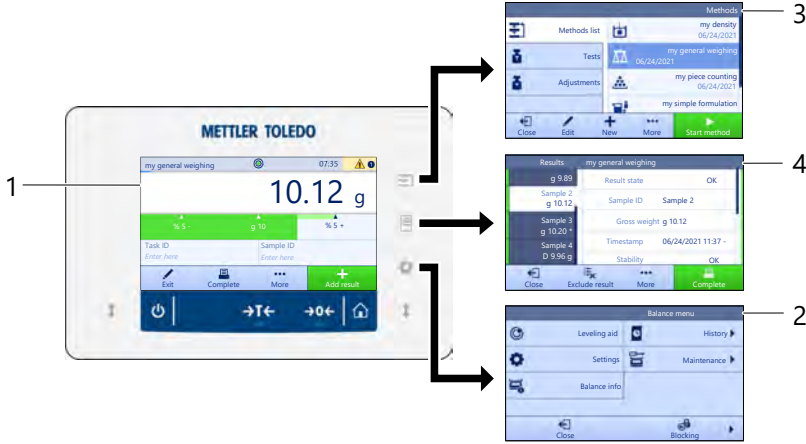 1
METTLER TOLEDO
my general weighing 07:35
10.12 g
% 5 - g 10 % 5 +
Task ID Sample ID
Enter here Enter here
Exit Complete More Add result
→T← →0←
3
Methods
Methods list my density
06/24/2021
Tests my general weighing
06/24/2021
Adjustments my piece counting
06/24/2021
my simple formulation
Close Edit New More Start method
4
Results my general weighing
g 9.89 Result state OK
Sample 2
g 10.12 Sample ID Sample 2
Gross weight g 10.12
Sample 3
g 10.20 * Timestamp 06/24/2021 11:37 -
Sample 4
D 9.96 g Stability OK
Close Exclude result More Complete
2
Balance menu
Leveling aid History
Settings Maintenance
Balance info
Close Blocking